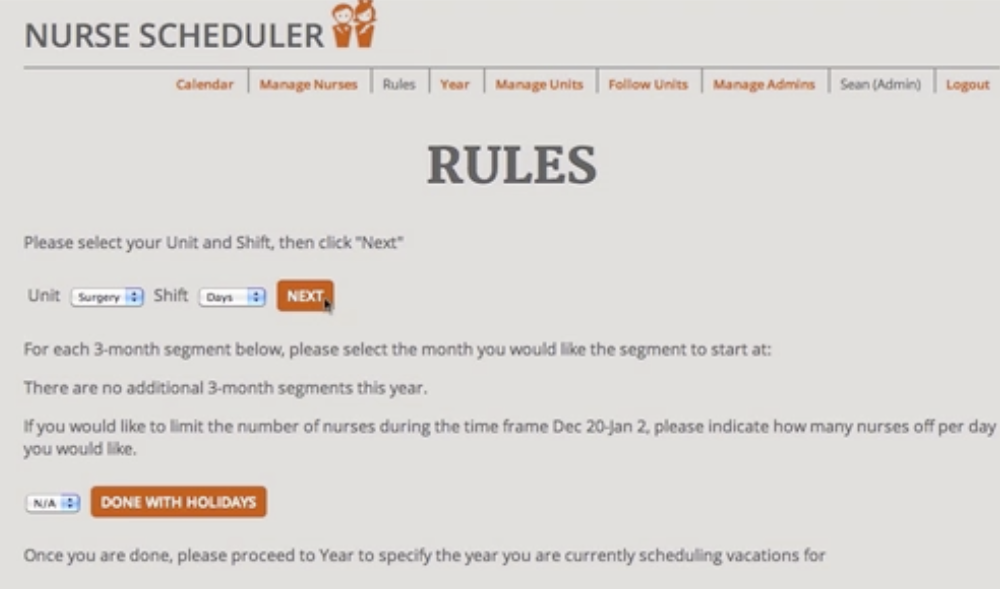 NURSE SCHEDULER
Calendar Manage Nurses Rules Year Manage Units Follow Units Manage Admins Sean (Admin) Logout
RULES
Please select your Unit and Shift, then click "Next"
Unit Surgery Shift Days NEXT
For each 3-month segment below, please select the month you would like the segment to start at:
There are no additional 3-month segments this year.
If you would like to limit the number of nurses during the time frame Dec 20-Jan 2, please indicate how many nurses off per day
you would like.
N/A DONE WITH HOLIDAYS
Once you are done, please proceed to Year to specify the year you are currently scheduling vacations for